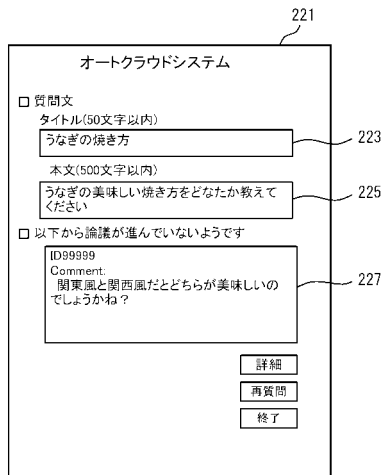 221
オートクラウドシステム
□ 質問文
タイトル(50文字以内)
うなぎの焼き方
223
本文(500文字以内)
うなぎの美味しい焼き方をどなたか教えて
ください
225
□ 以下から論議が進んでいないようです
ID99999
Comment:
関東風と関西風だとどちらが美味しいの
でしょうかね？
227
詳細
再質問
終了